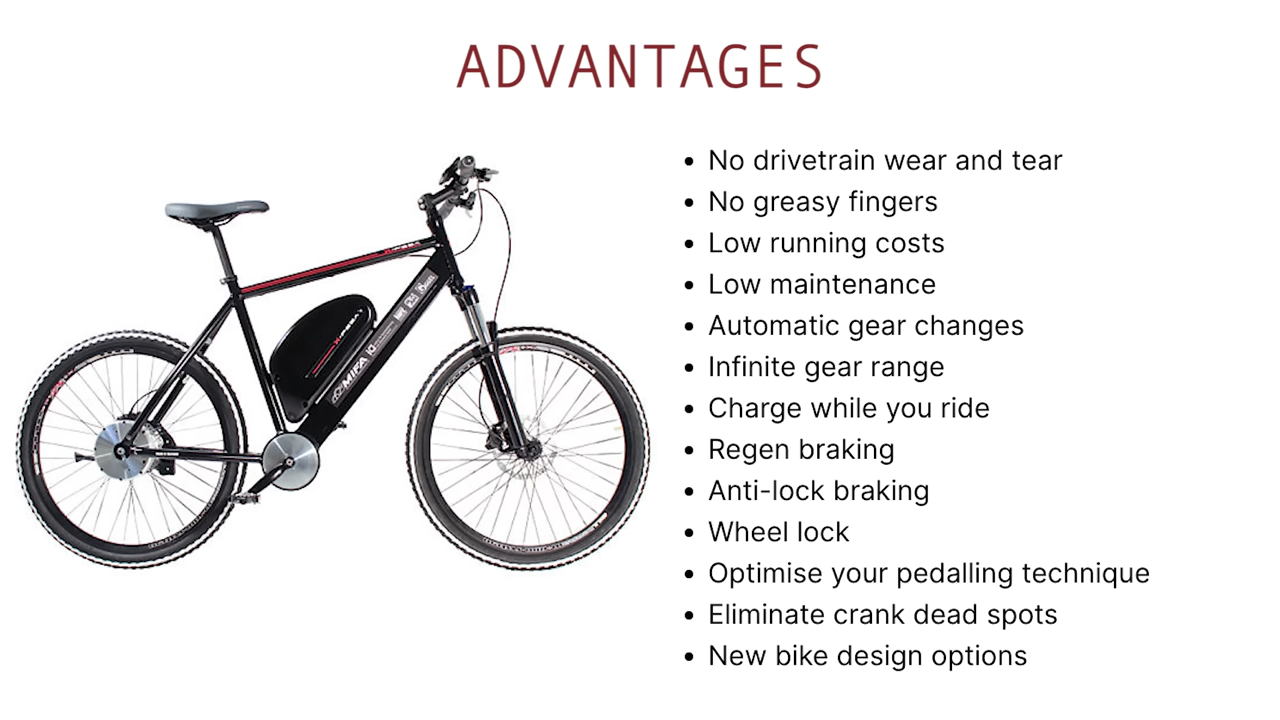 ADVANTAGES
• No drivetrain wear and tear
• No greasy fingers
• Low running costs
• Low maintenance
• Automatic gear changes
• Infinite gear range
• Charge while you ride
• Regen braking
• Anti-lock braking
• Wheel lock
• Optimise your pedalling technique
• Eliminate crank dead spots
• New bike design options
MIFA